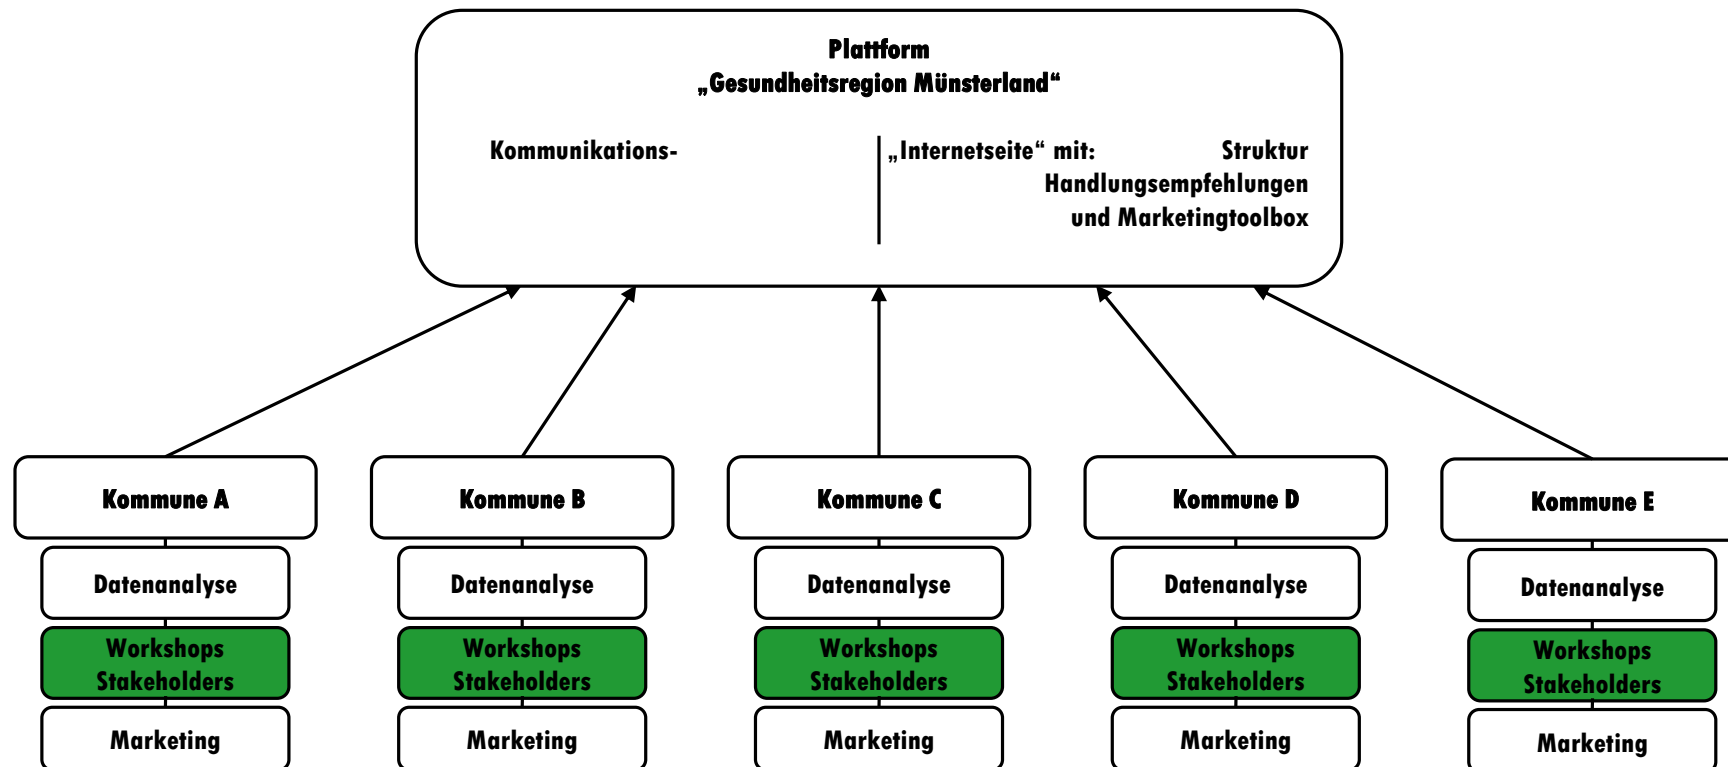 Plattform
„Gesundheitsregion Münsterland“
Kommunikations-
„Internetseite“ mit: Struktur
Handlungsempfehlungen
und Marketingtoolbox
Kommune A
Kommune B
Kommune C
Kommune D
Kommune E
Datenanalyse
Datenanalyse
Datenanalyse
Datenanalyse
Datenanalyse
Workshops
Stakeholders
Workshops
Stakeholders
Workshops
Stakeholders
Workshops
Stakeholders
Workshops
Stakeholders
Marketing
Marketing
Marketing
Marketing
Marketing